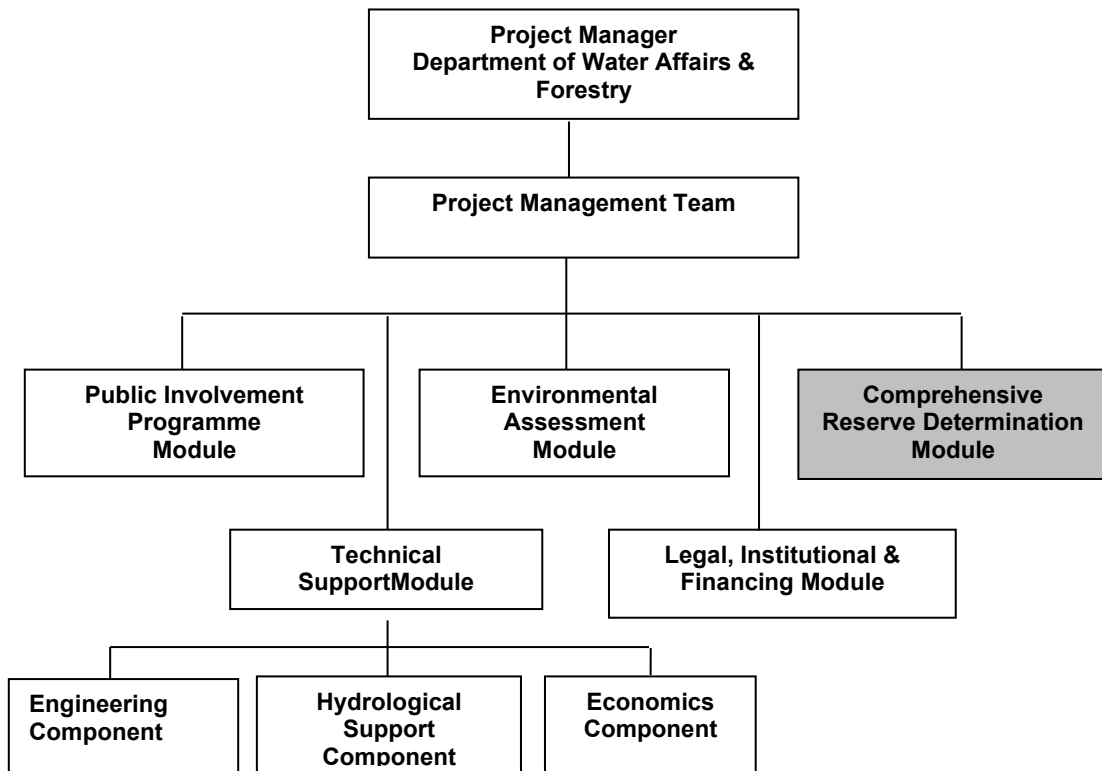 Project Manager
Department of Water Affairs &
Forestry
Project Management Team
Public Involvement
Programme
Module
Environmental
Assessment
Module
Comprehensive
Reserve Determination
Module
Technical
SupportModule
Legal, Institutional &
Financing Module
Engineering
Component
Hydrological
Support
Component
Economics
Component